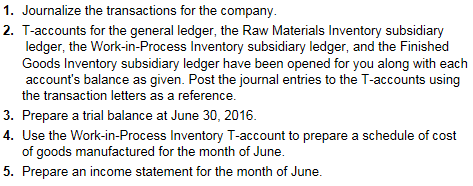 1. Journalize the transactions for the company.
2. T-accounts for the general ledger, the Raw Materials Inventory subsidiary
ledger, the Work-in-Process Inventory subsidiary ledger, and the Finished
Goods Inventory subsidiary ledger have been opened for you along with each
account's balance as given. Post the journal entries to the T-accounts using
the transaction letters as a reference.
3. Prepare a trial balance at June 30, 2016.
4. Use the Work-in-Process Inventory T-account to prepare a schedule of cost
of goods manufactured for the month of June.
5. Prepare an income statement for the month of June.